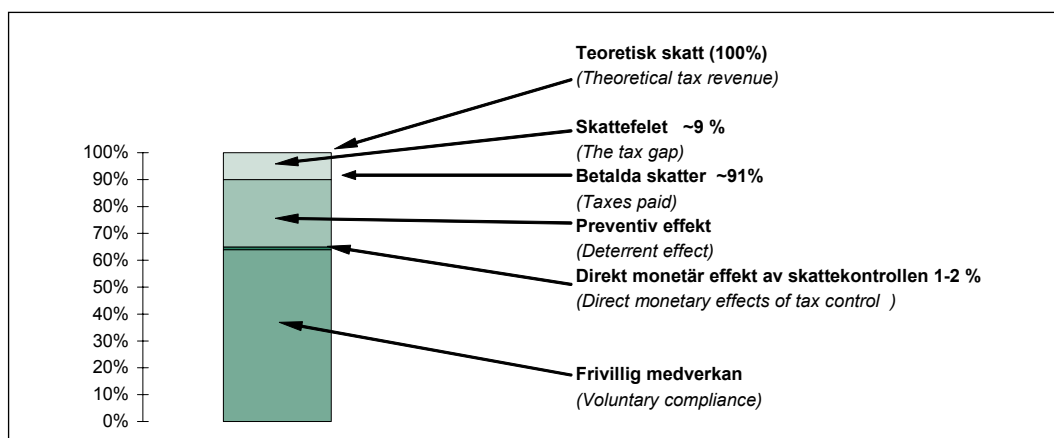 Teoretisk skatt (100%)
(Theoretical tax revenue)
Skattefelet ~9 %
(The tax gap)
Betalda skatter ~91%
(Taxes paid)
Preventiv effekt
(Deterrent effect)
Direkt monetär effekt av skattekontrollen 1-2 %
(Direct monetary effects of tax control )
Frivillig medverkan
(Voluntary compliance)
100%
90%
80%
70%
60%
50%
40%
30%
20%
10%
0%